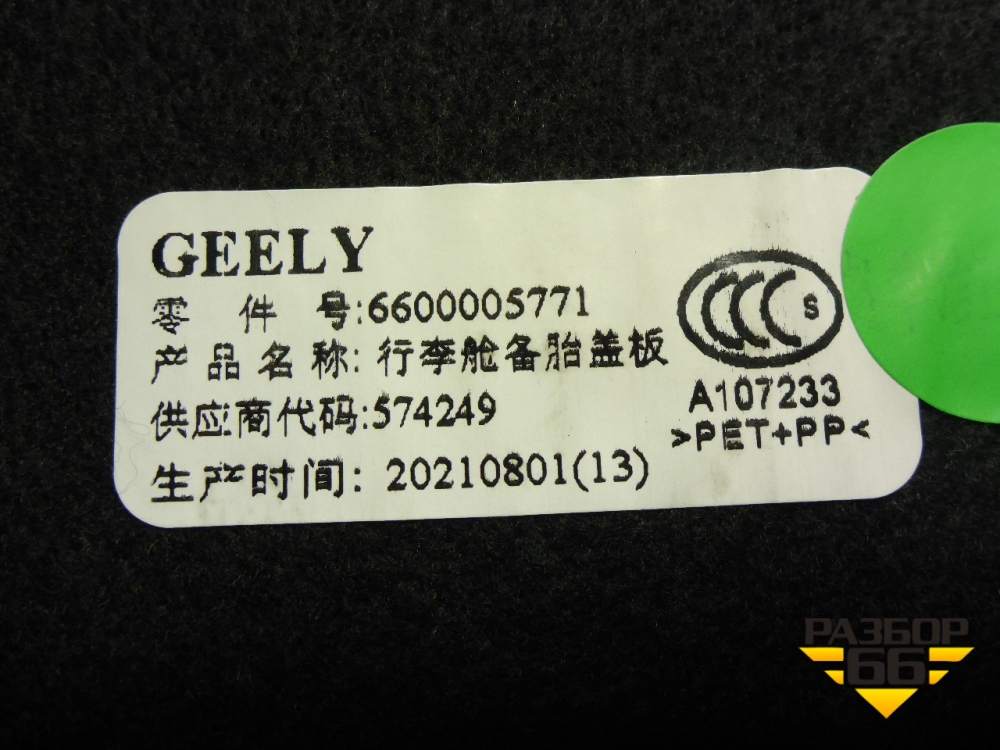 GEELY
零 件 号:6600005771
产品名称: 行李舱备胎盖板
供应商代码:574249
生产时间: 20210801(13)
S
A107233
>PET+PP<
РАЗБОР
66